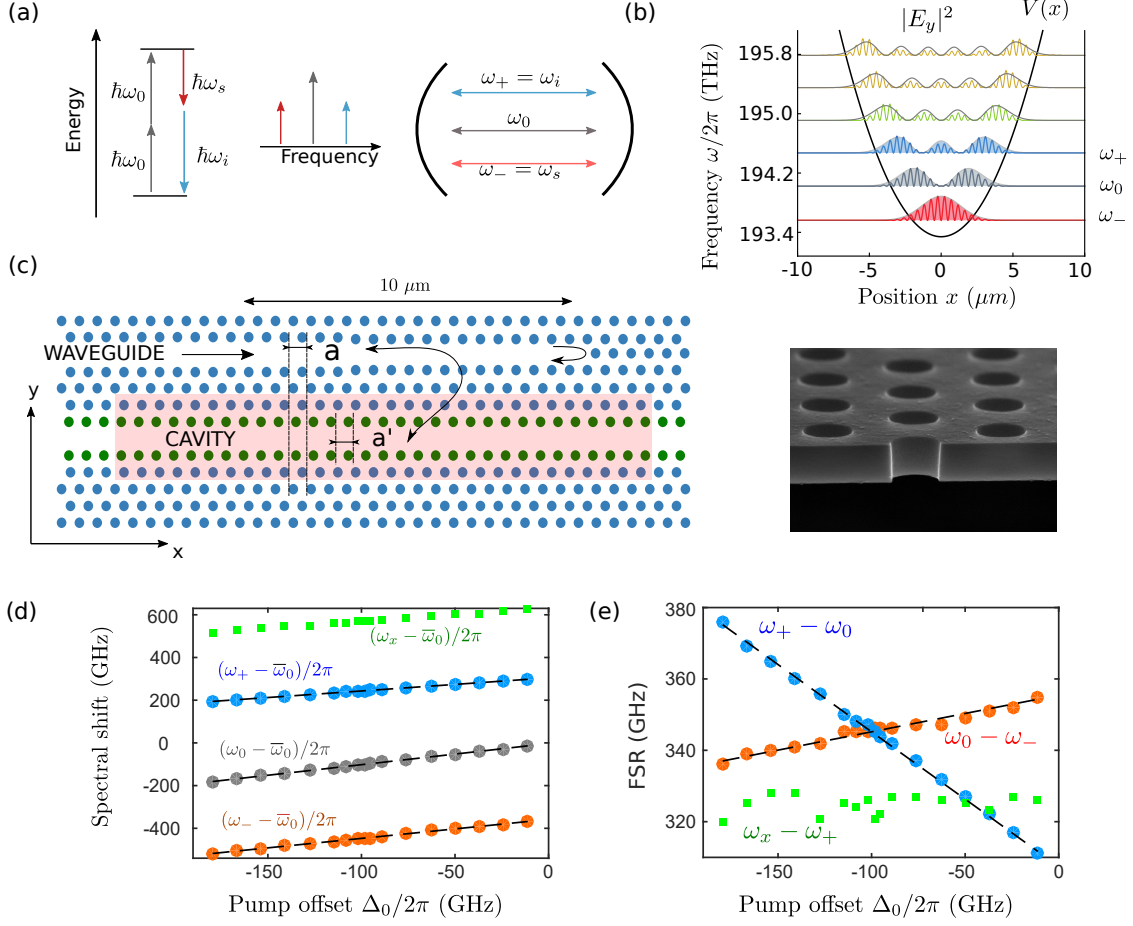 (a)
Energy
ħω₀
ħω₀
ħωₛ
ħωᵢ
Frequency
ω₊ = ωᵢ
ω₀
ω₋ = ωₛ
(b)
|E_y|²
V(x)
Frequency ω/2π (THz)
195.8
195.0
194.2
193.4
ω₊
ω₀
ω₋
-10
-5
0
5
10
Position x (μm)
(c)
10 μm
WAVEGUIDE
a
CAVITY
a'
y
x
(d)
Spectral shift (GHz)
600
400
200
0
-200
-400
(ωₓ − ω̅₀)/2π
(ω₊ − ω̅₀)/2π
(ω₀ − ω̅₀)/2π
(ω₋ − ω̅₀)/2π
-150
-100
-50
0
Pump offset Δ₀/2π (GHz)
(e)
FSR (GHz)
380
360
340
320
ω₊ − ω₀
ω₀ − ω₋
ωₓ − ω₊
-150
-100
-50
0
Pump offset Δ₀/2π (GHz)